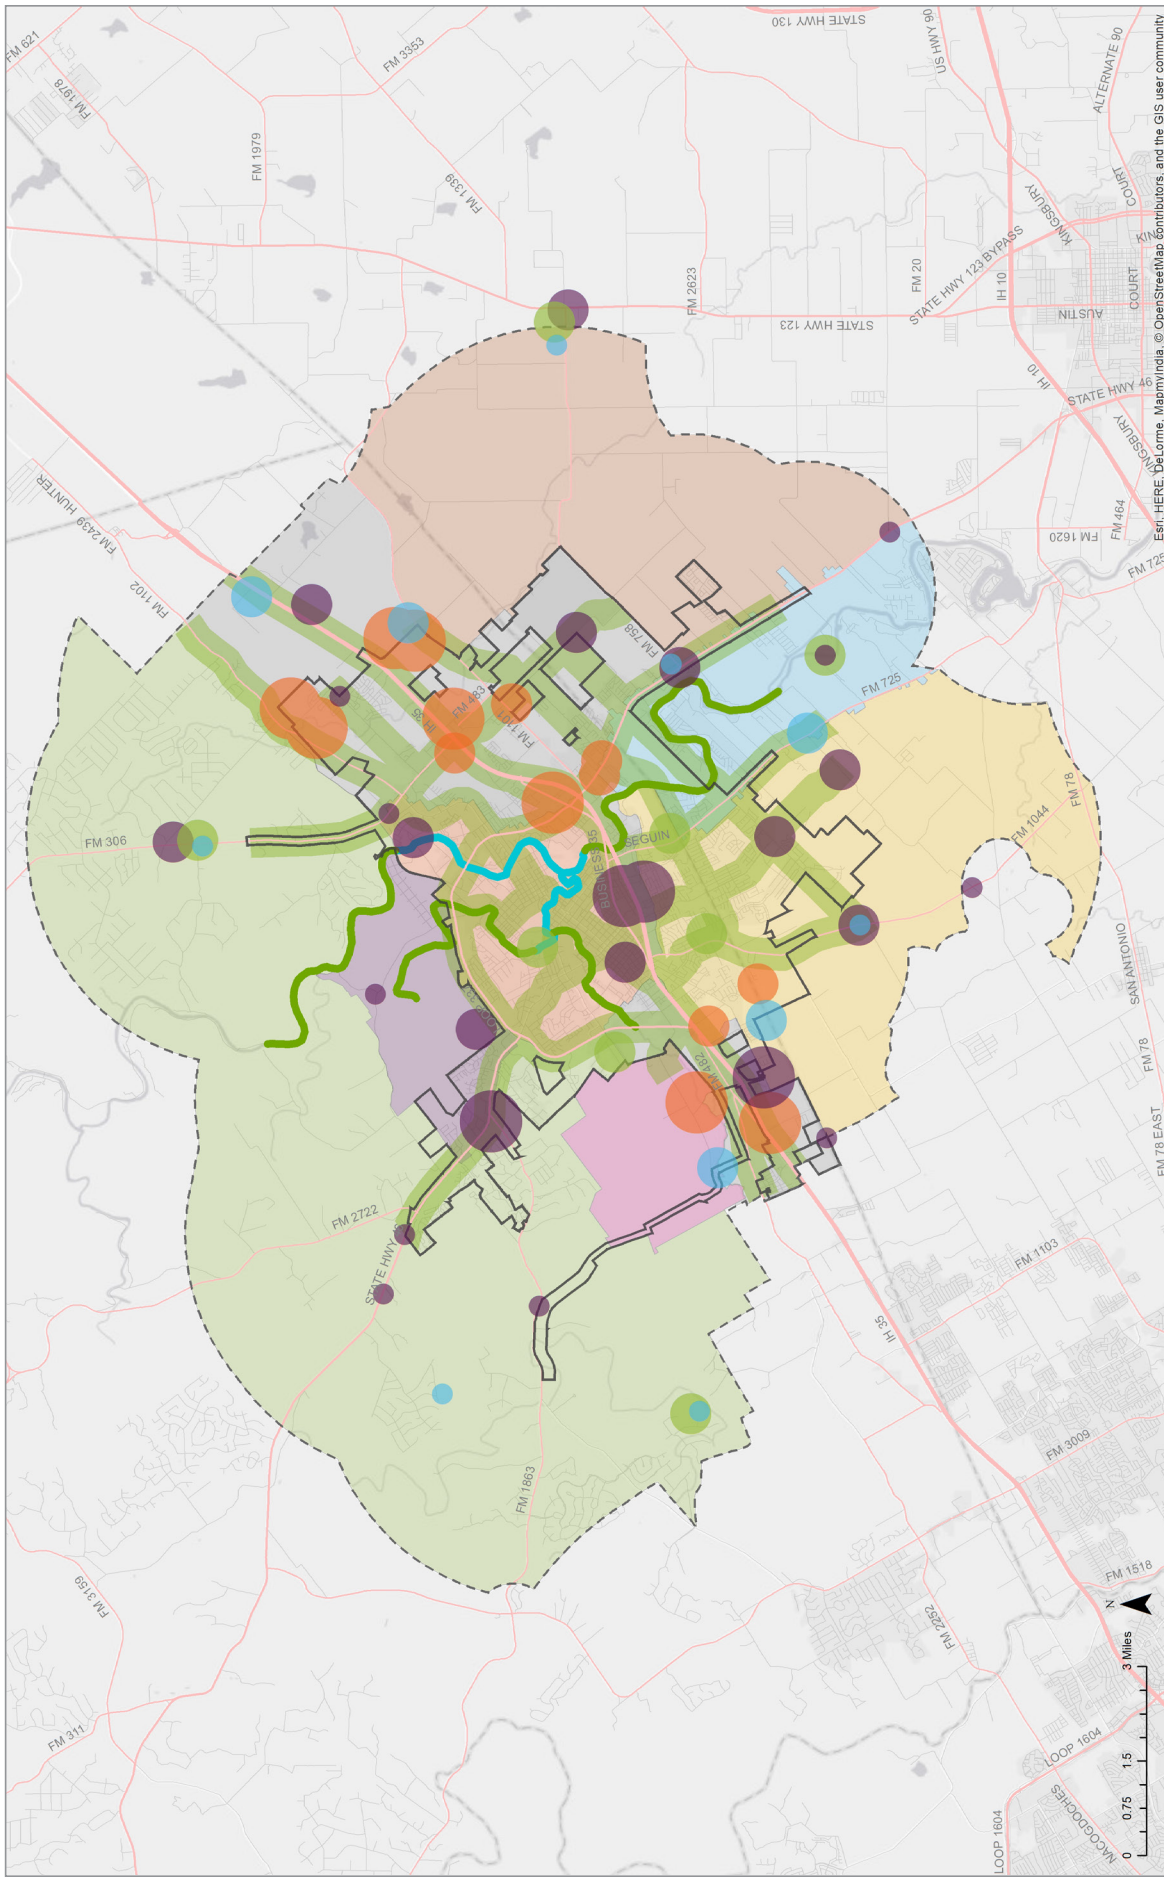 FM 621
FM 1978
FM 3353
STATE HWY 130
US HWY 90
ALTERNATE 90
FM 1979
FM 1339
COURT
KINGSBURY
KINGSBURY
STATE HWY 123 BYPASS
FM 20
IH 10
FM 2623
STATE HWY 123
AUSTIN
COURT
IH 10
STATE HWY 46
KINGSBURY
FM 2439 HUNTER
FM 1102
FM 464
FM 1620
FM 725
FM 758
FM 725
FM 483
IH 35
FM 1101
FM 306
SEGUIN
BUSINESS 35
FM 78
FM 1044
SAN ANTONIO
FM 78
FM 482
FM 78 EAST
FM 2722
STATE HWY
FM 1103
IH 35
FM 3009
FM 1863
FM 1518
FM 3159
FM 2252
FM 311
LOOP 1604
LOOP 1604
NACOGDOCHES
N
0 0.75 1.5 3 Miles
Esri, HERE, DeLorme, MapmyIndia, © OpenStreetMap contributors, and the GIS user community